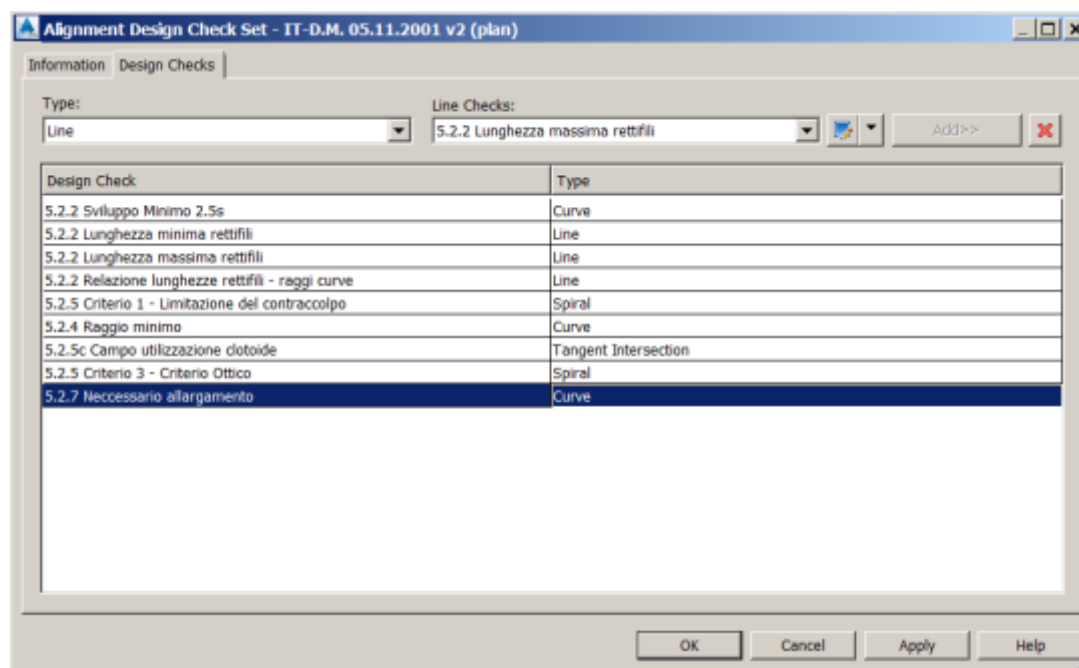 Alignment Design Check Set - IT-D.M. 05.11.2001 v2 (plan)
Information Design Checks
Type: Line Checks:
Line 5.2.2 Lunghezza massima rettifili Add>>
Design Check Type
5.2.2 Sviluppo Minimo 2.5s Curve
5.2.2 Lunghezza minima rettifili Line
5.2.2 Lunghezza massima rettifili Line
5.2.2 Relazione lunghezze rettifili - raggi curve Line
5.2.5 Criterio 1 - Limitazione del contraccolpo Spiral
5.2.4 Raggio minimo Curve
5.2.5c Campo utilizzazione clotoide Tangent Intersection
5.2.5 Criterio 3 - Criterio Ottico Spiral
5.2.7 Neccessario allargamento Curve
OK Cancel Apply Help